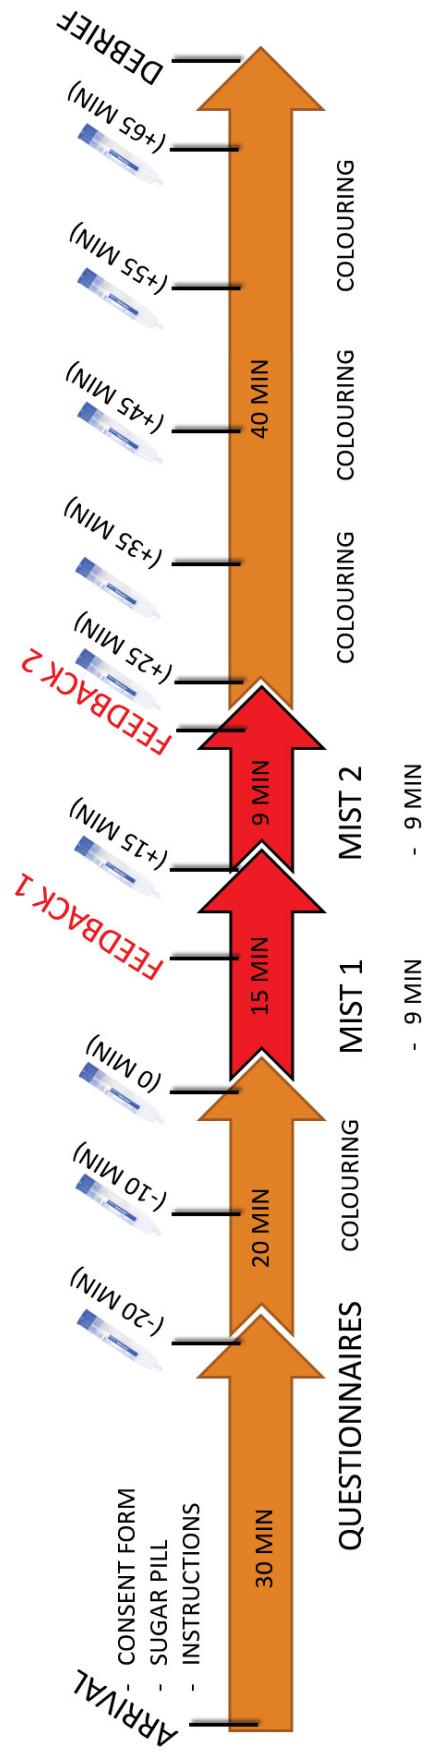 ARRIVAL
- CONSENT FORM
- SUGAR PILL
- INSTRUCTIONS
(-20 MIN)
(-10 MIN)
(0 MIN)
FEEDBACK 1
(+15 MIN)
FEEDBACK 2
(+25 MIN)
(+35 MIN)
(+45 MIN)
(+55 MIN)
(+65 MIN)
DEBRIEF
30 MIN
20 MIN
15 MIN
9 MIN
40 MIN
QUESTIONNAIRES
COLOURING
MIST 1
- 9 MIN
MIST 2
- 9 MIN
COLOURING
COLOURING
COLOURING